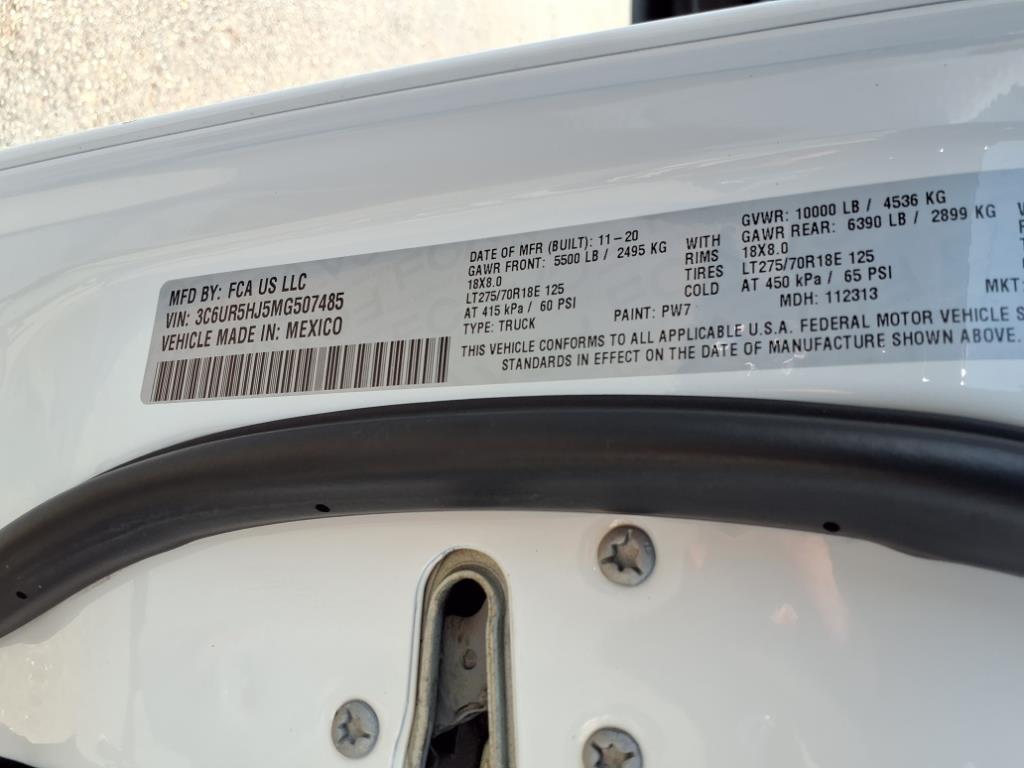 MFD BY: FCA US LLC
VIN: 3C6UR5HJ5MG507485
VEHICLE MADE IN: MEXICO
DATE OF MFR (BUILT): 11-20
GAWR FRONT: 5500 LB / 2495 KG
18X8.0
LT275/70R18E 125
AT 415 kPa / 60 PSI
TYPE: TRUCK
PAINT: PW7
WITH
RIMS
TIRES
COLD
GVWR: 10000 LB / 4536 KG
GAWR REAR: 6390 LB / 2899 KG
18X8.0
LT275/70R18E 125
AT 450 kPa / 65 PSI
MDH: 112313
MKT:
THIS VEHICLE CONFORMS TO ALL APPLICABLE U.S.A. FEDERAL MOTOR VEHICLE S
STANDARDS IN EFFECT ON THE DATE OF MANUFACTURE SHOWN ABOVE.